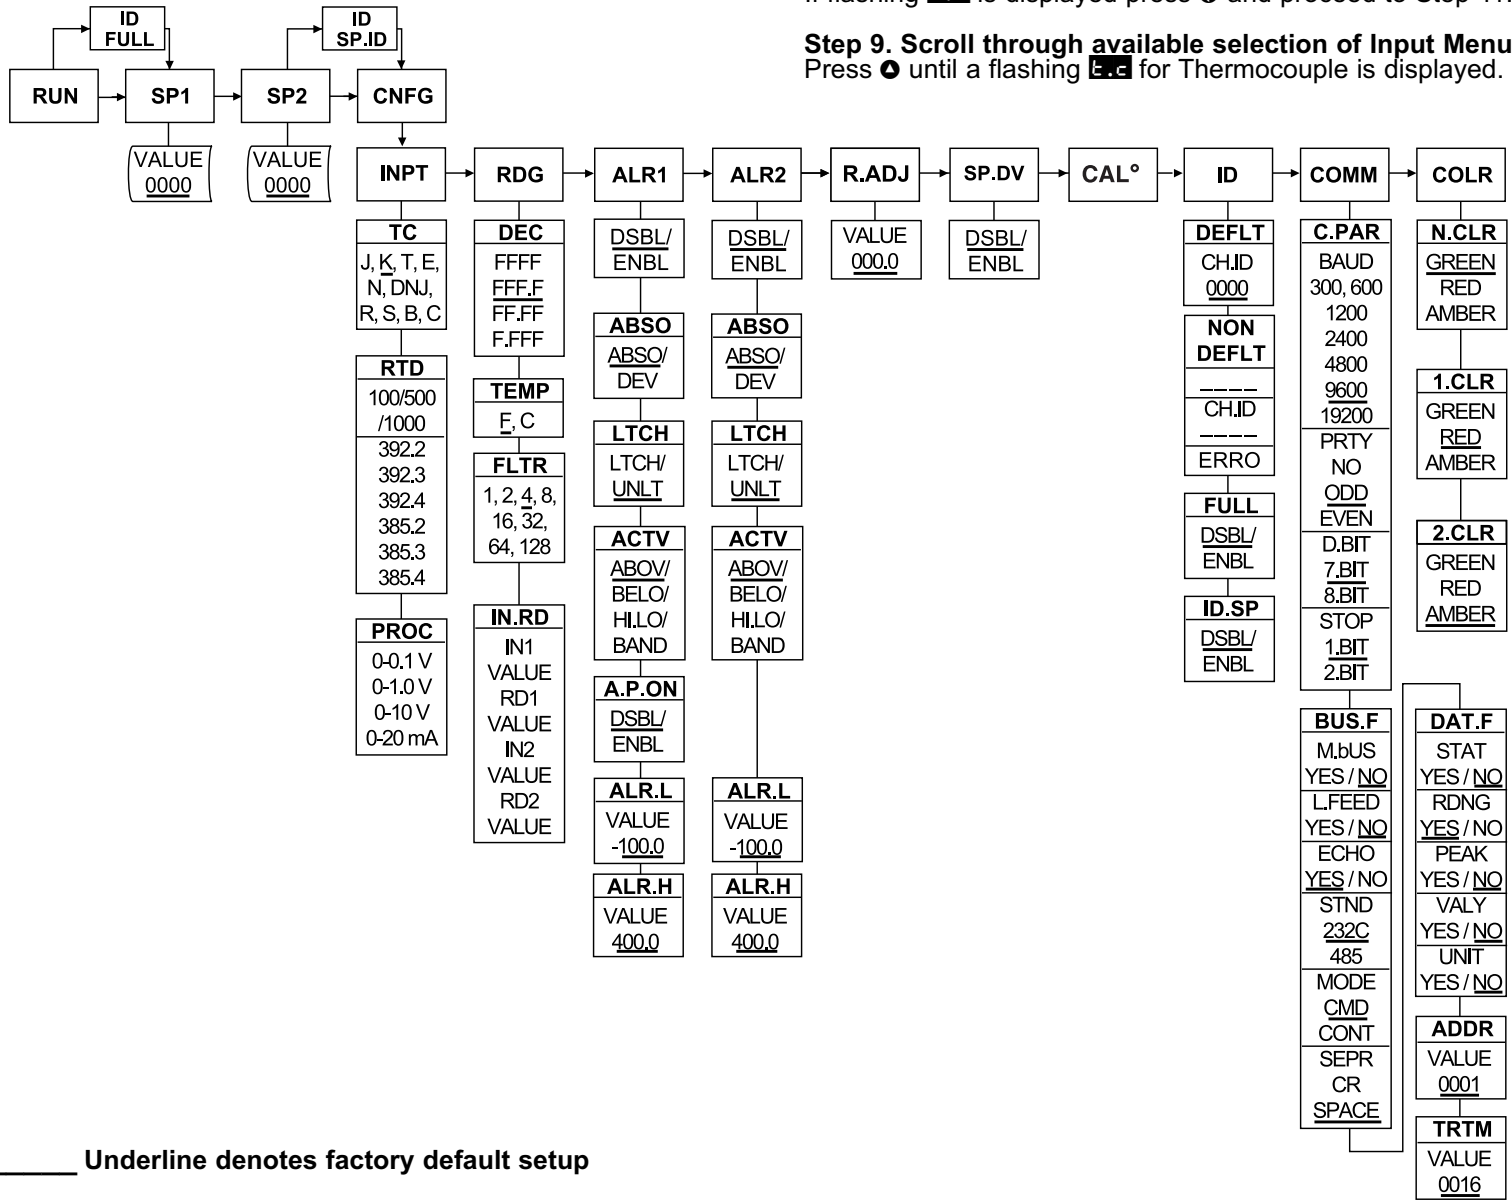 is displayed press and proceed to Step
Step 9. Scroll through available selection of Input Menu
Press until a flashing t.c for Thermocouple is displayed.
ID
FULL
ID
SP.ID
RUN
SP1
SP2
CNFG
VALUE
0000
VALUE
0000
INPT
RDG
ALR1
ALR2
R.ADJ
SP.DV
CAL°
ID
COMM
COLR
TC
J, K, T, E,
N, DNJ,
R, S, B, C
RTD
100/500
/1000
392.2
392.3
392.4
385.2
385.3
385.4
PROC
0-0.1 V
0-1.0 V
0-10 V
0-20 mA
DEC
FFFF
FFF.F
FF.FF
F.FFF
TEMP
F, C
FLTR
1, 2, 4, 8,
16, 32,
64, 128
IN.RD
IN1
VALUE
RD1
VALUE
IN2
VALUE
RD2
VALUE
DSBL/
ENBL
ABSO
ABSO/
DEV
LTCH
LTCH/
UNLT
ACTV
ABOV/
BELO/
HI.LO/
BAND
A.P.ON
DSBL/
ENBL
ALR.L
VALUE
-100.0
ALR.H
VALUE
400.0
DSBL/
ENBL
ABSO
ABSO/
DEV
LTCH
LTCH/
UNLT
ACTV
ABOV/
BELO/
HI.LO/
BAND
ALR.L
VALUE
-100.0
ALR.H
VALUE
400.0
VALUE
000.0
DSBL/
ENBL
DEFLT
CH.ID
0000
NON
DEFLT
_ _ _ _
CH.ID
_ _ _ _
ERRO
FULL
DSBL/
ENBL
ID.SP
DSBL/
ENBL
C.PAR
BAUD
300, 600
1200
2400
4800
9600
19200
PRTY
NO
ODD
EVEN
D.BIT
7.BIT
8.BIT
STOP
1.BIT
2.BIT
BUS.F
M.bUS
YES / NO
L.FEED
YES / NO
ECHO
YES / NO
STND
232C
485
MODE
CMD
CONT
SEPR
CR
SPACE
N.CLR
GREEN
RED
AMBER
1.CLR
GREEN
RED
AMBER
2.CLR
GREEN
RED
AMBER
DAT.F
STAT
YES / NO
RDNG
YES / NO
PEAK
YES / NO
VALY
YES / NO
UNIT
YES / NO
ADDR
VALUE
0001
TRTM
VALUE
0016
______ Underline denotes factory default setup